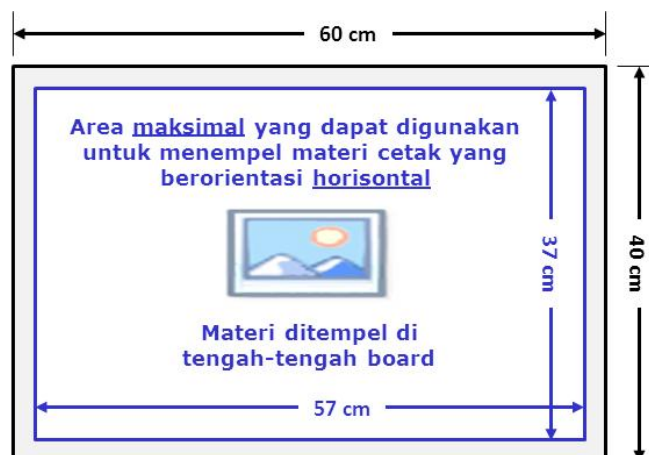 60 cm
Area maksimal yang dapat digunakan
untuk menempel materi cetak yang
berorientasi horisontal
37 cm
40 cm
Materi ditempel di
tengah-tengah board
57 cm